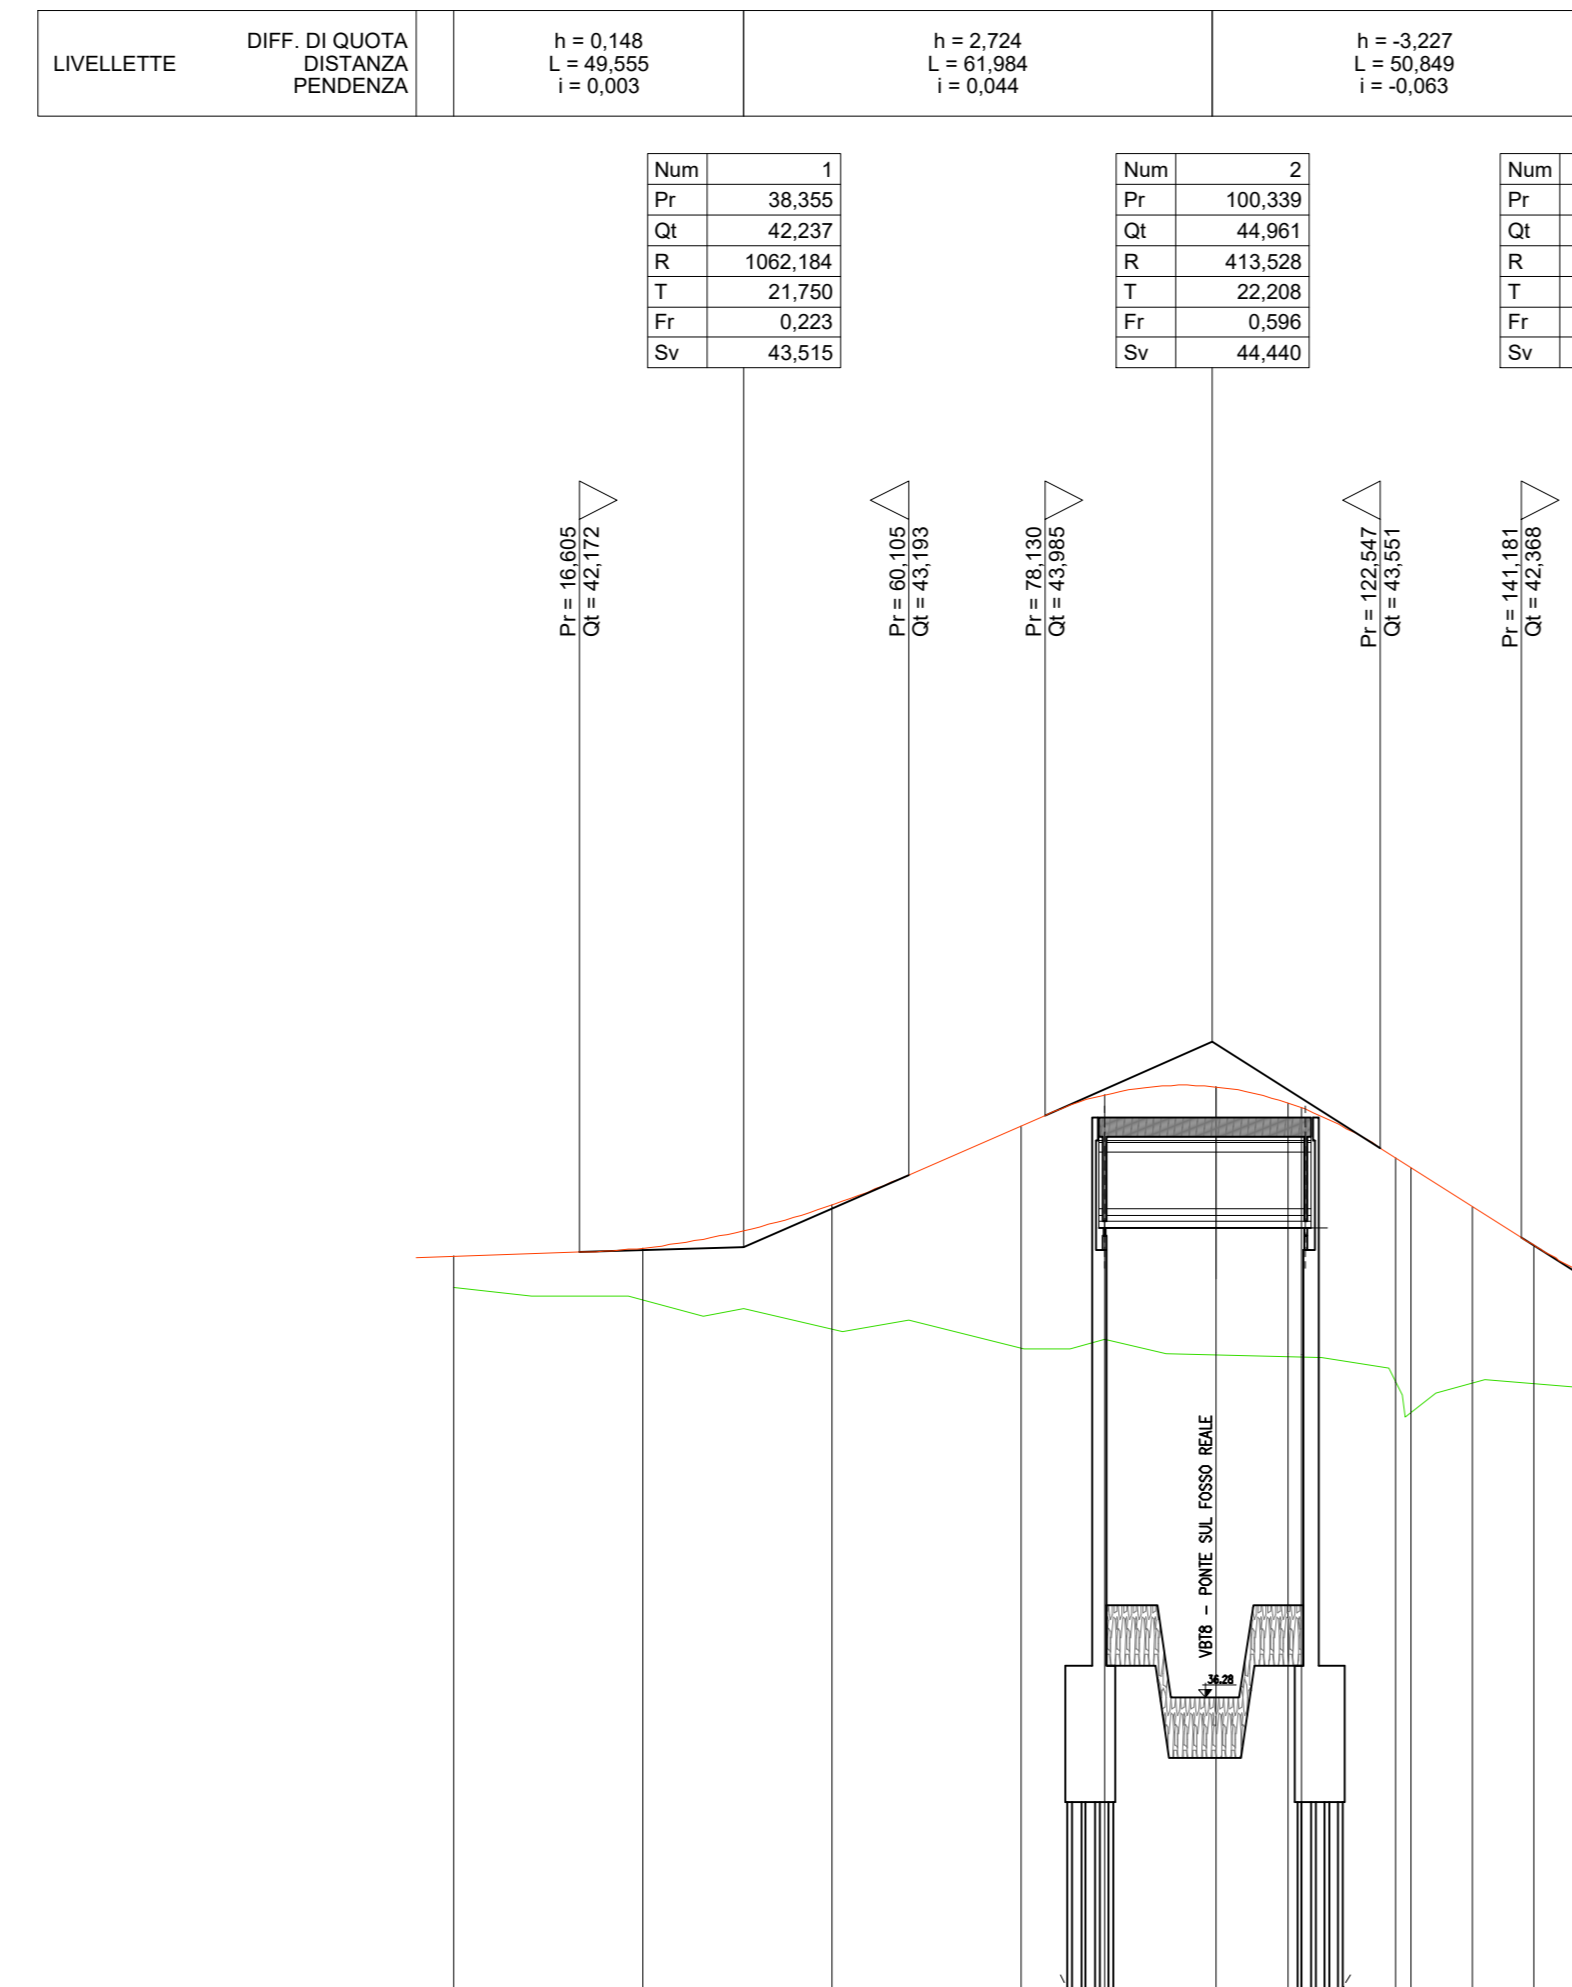 LIVELLETTE
DIFF. DI QUOTA
DISTANZA
PENDENZA
h = 0,148
L = 49,555
i = 0,003
h = 2,724
L = 61,984
i = 0,044
h = -3,227
L = 50,849
i = -0,063
Num 1
Pr 38,355
Qt 42,237
R 1062,184
T 21,750
Fr 0,223
Sv 43,515
Num 2
Pr 100,339
Qt 44,961
R 413,528
T 22,208
Fr 0,596
Sv 44,440
Num
Pr
Qt
R
T
Fr
Sv
Pr = 16,605
Qt = 42,172
Pr = 60,105
Qt = 43,193
Pr = 78,130
Qt = 43,985
Pr = 122,547
Qt = 43,551
Pr = 141,181
Qt = 42,368
VBT8 - PONTE SUL FOSSO REALE
36.28